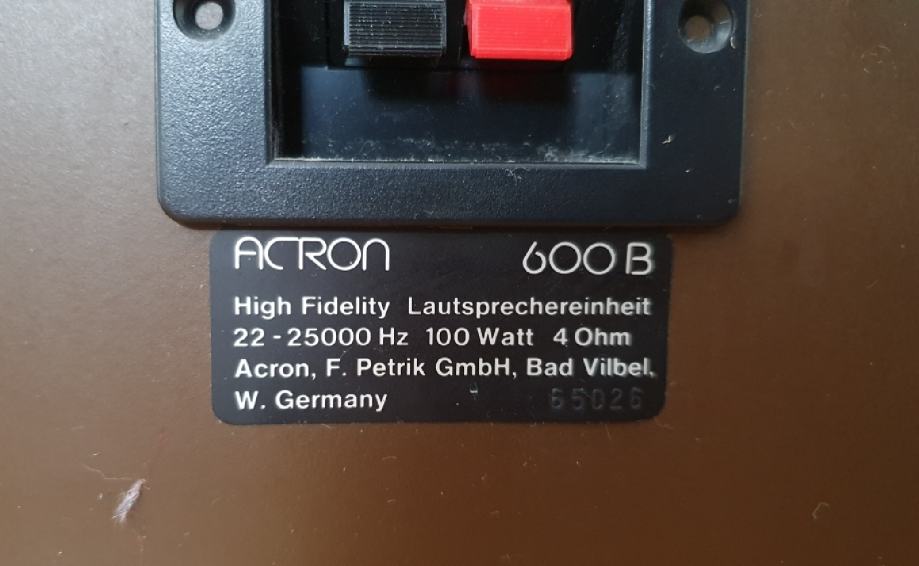 ACRON 600 B
High Fidelity Lautsprechereinheit
22 - 25000 Hz 100 Watt 4 Ohm
Acron, F. Petrik GmbH, Bad Vilbel,
W. Germany 65026